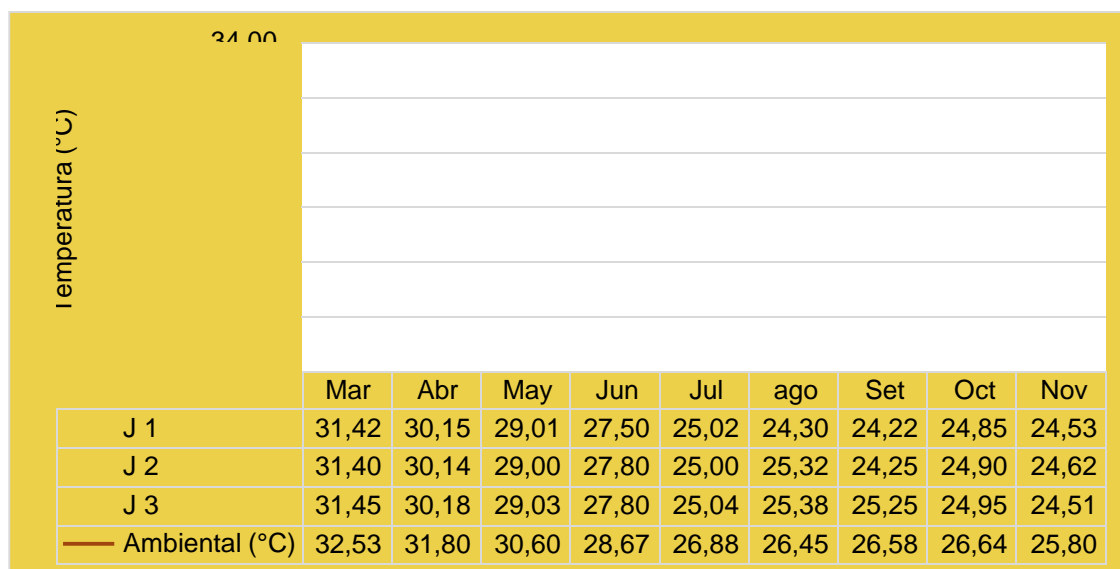 34,00
Temperatura (°C)
Mar Abr May Jun Jul ago Set Oct Nov
J 1 31,42 30,15 29,01 27,50 25,02 24,30 24,22 24,85 24,53
J 2 31,40 30,14 29,00 27,80 25,00 25,32 24,25 24,90 24,62
J 3 31,45 30,18 29,03 27,80 25,04 25,38 25,25 24,95 24,51
Ambiental (°C) 32,53 31,80 30,60 28,67 26,88 26,45 26,58 26,64 25,80